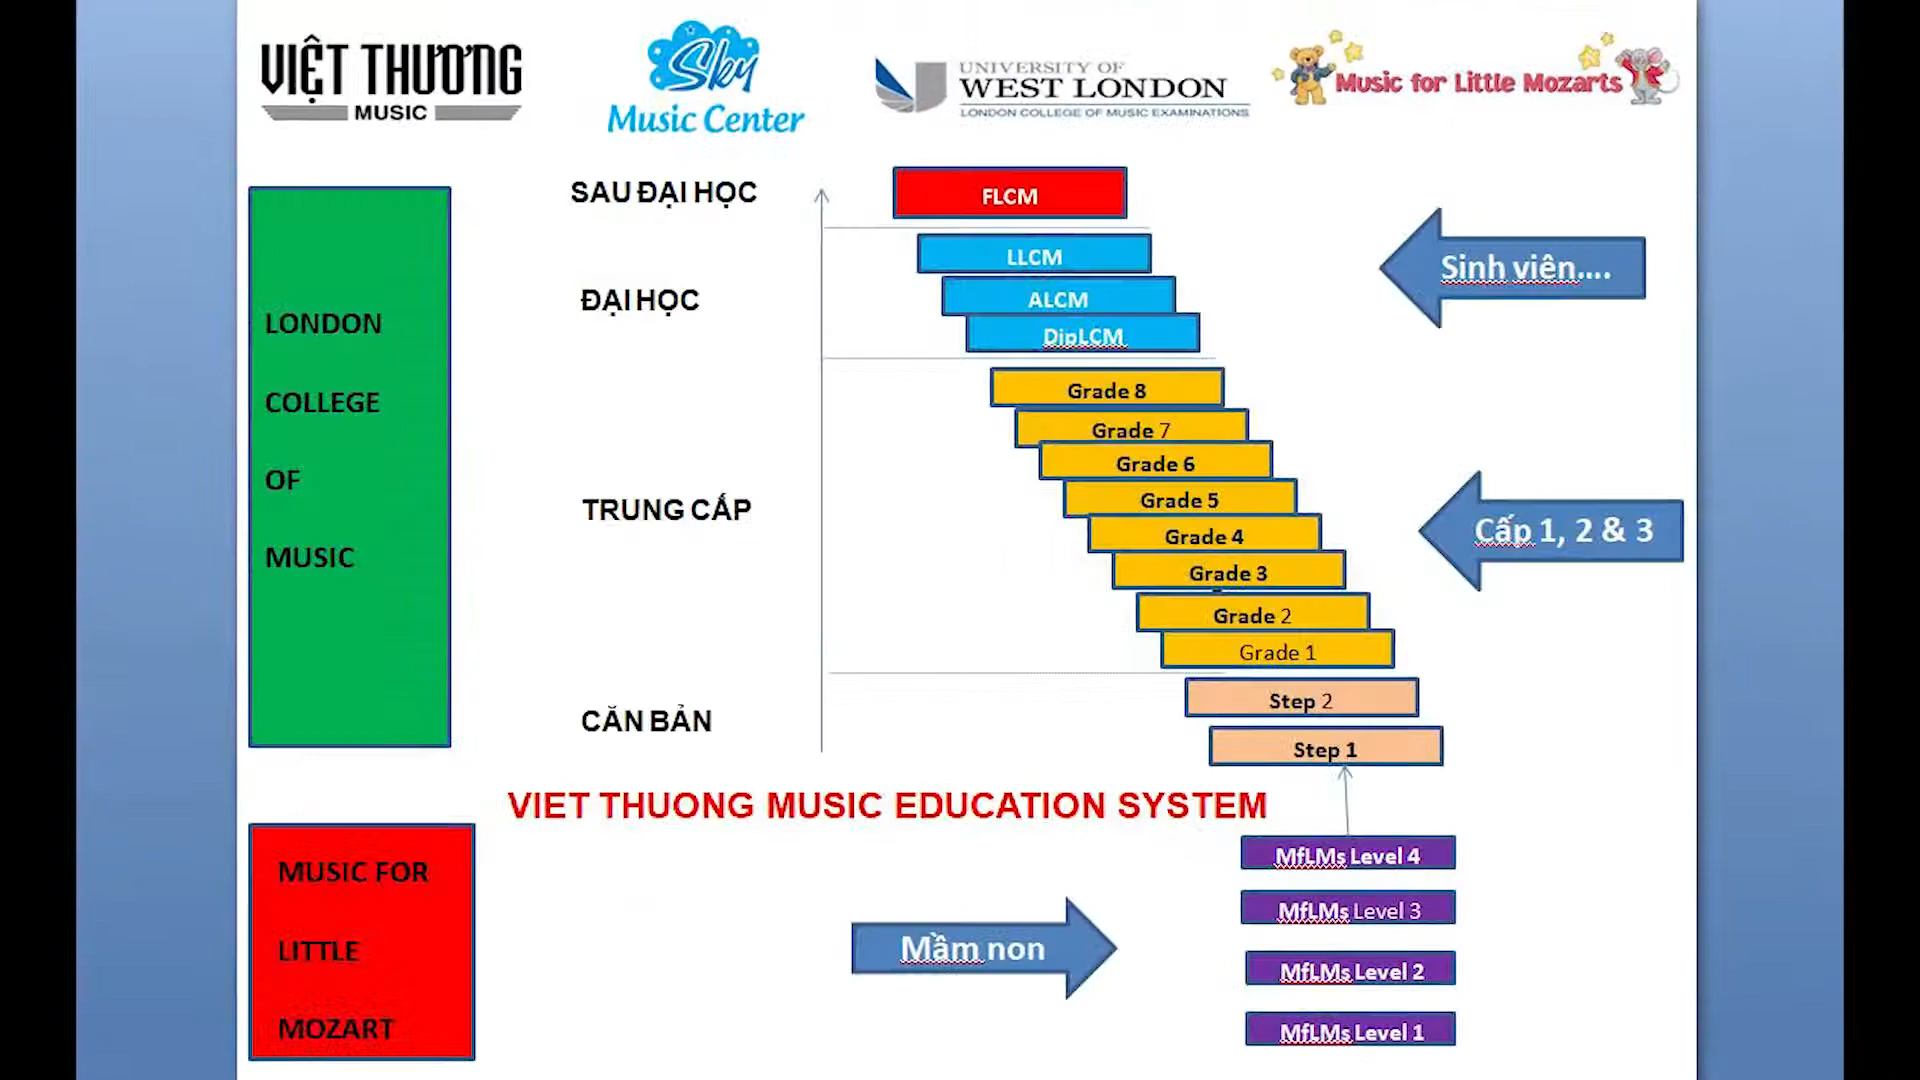 VIỆT THƯƠNG
MUSIC
Sky
Music Center
UNIVERSITY OF
WEST LONDON
LONDON COLLEGE OF MUSIC EXAMINATIONS
Music for Little Mozarts
SAU ĐẠI HỌC
FLCM
LLCM
ĐẠI HỌC
ALCM
DipLCM
Sinh viên....
LONDON
COLLEGE
OF
MUSIC
Grade 8
Grade 7
Grade 6
Grade 5
TRUNG CẤP
Grade 4
Grade 3
Grade 2
Grade 1
Cấp 1, 2 & 3
Step 2
CĂN BẢN
Step 1
VIET THUONG MUSIC EDUCATION SYSTEM
MUSIC FOR
LITTLE
MOZART
Mầm non
MfLMs Level 4
MfLMs Level 3
MfLMs Level 2
MfLMs Level 1